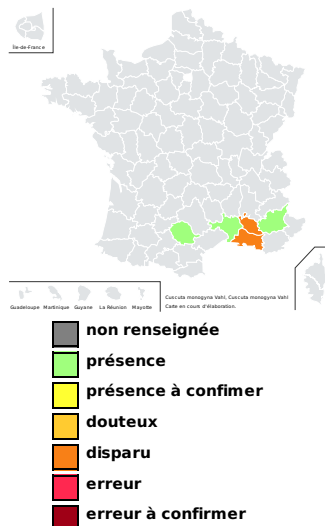 Île-de-France
Guadeloupe Martinique Guyane La Réunion Mayotte
Cuscuta monogyna Vahl, Cuscuta monogyna Vahl
Carte en cours d'élaboration.
non renseignée
présence
présence à confimer
douteux
disparu
erreur
erreur à confirmer